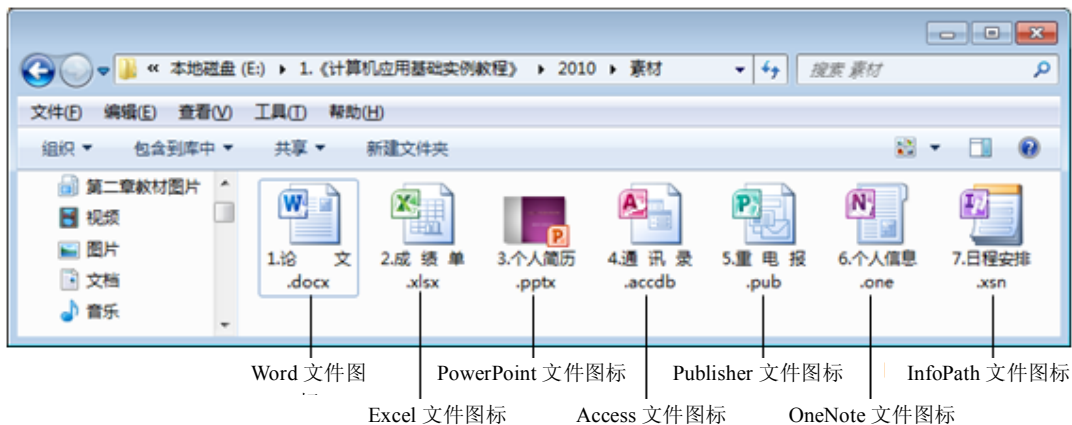 « 本地磁盘 (E:) ▸ 1.《计算机应用基础实例教程》 ▸ 2010 ▸ 素材
搜索 素材
文件(F) 编辑(E) 查看(V) 工具(T) 帮助(H)
组织 包含到库中 共享 新建文件夹
第二章教材图片
视频
图片
文档
音乐
1.论 文
.docx
2.成 绩 单
.xlsx
3.个人简历
.pptx
4.通 讯 录
.accdb
5.重 电 报
.pub
6.个人信息
.one
7.日程安排
.xsn
Word 文件图
PowerPoint 文件图标
Publisher 文件图标
InfoPath 文件图标
Excel 文件图标
Access 文件图标
OneNote 文件图标